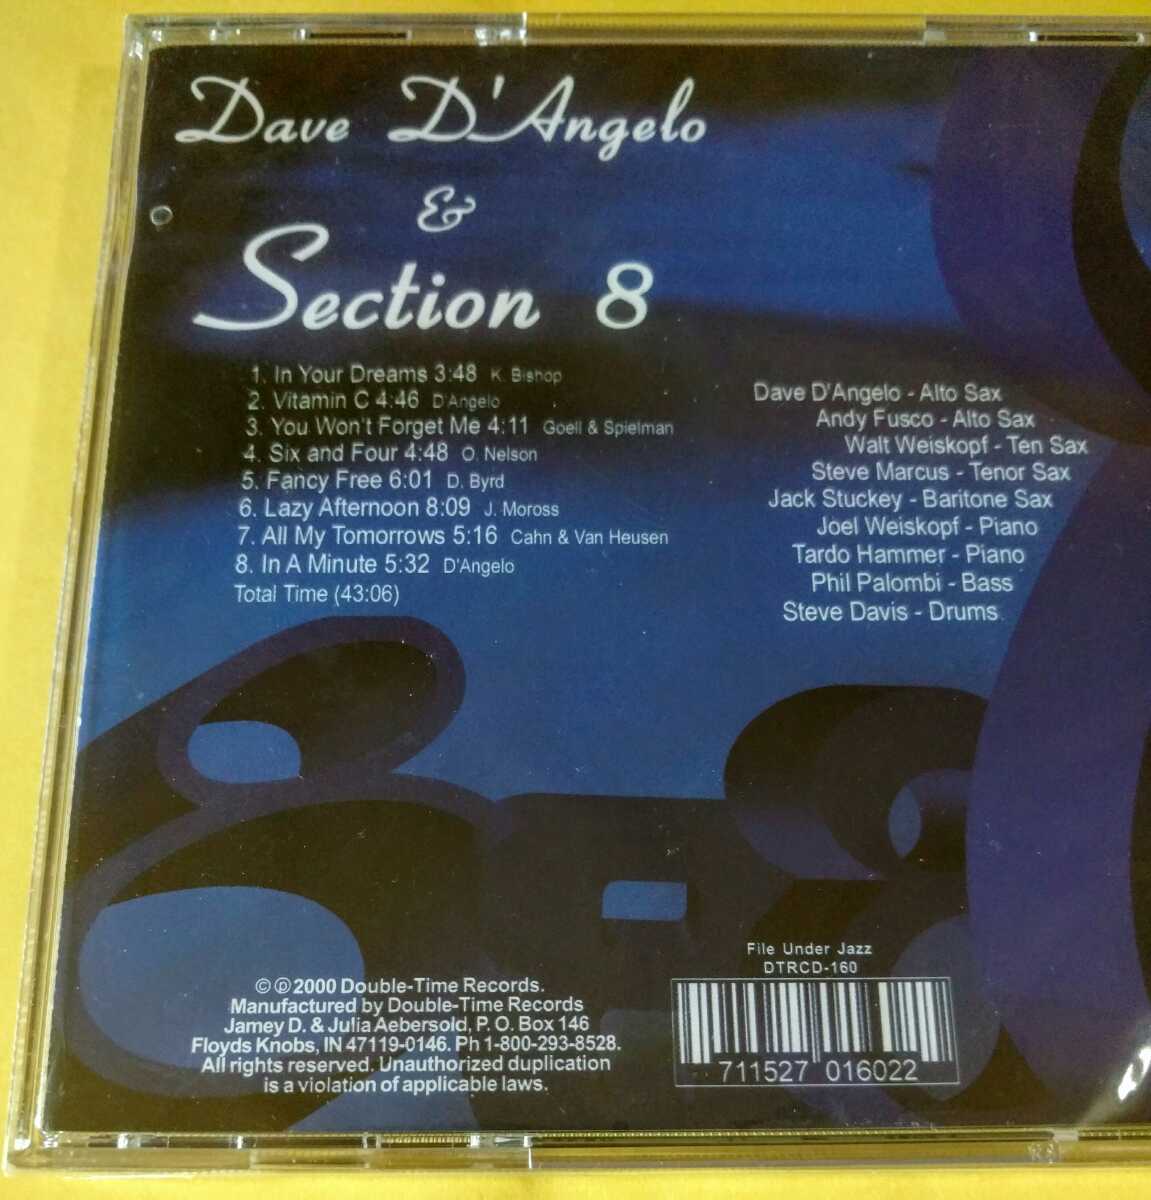 Dave D'Angelo
&
Section 8
1. In Your Dreams 3:48 K. Bishop
2. Vitamin C 4:46 D'Angelo
3. You Won't Forget Me 4:11 Goell & Spielman
4. Six and Four 4:48 O. Nelson
5. Fancy Free 6:01 D. Byrd
6. Lazy Afternoon 8:09 J. Moross
7. All My Tomorrows 5:16 Cahn & Van Heusen
8. In A Minute 5:32 D'Angelo
Total Time (43:06)
Dave D'Angelo - Alto Sax
Andy Fusco - Alto Sax
Walt Weiskopf - Ten Sax
Steve Marcus - Tenor Sax
Jack Stuckey - Baritone Sax
Joel Weiskopf - Piano
Tardo Hammer - Piano
Phil Palombi - Bass
Steve Davis - Drums
© ℗ 2000 Double-Time Records.
Manufactured by Double-Time Records
Jamey D. & Julia Aebersold, P. O. Box 146
Floyds Knobs, IN 47119-0146. Ph 1-800-293-8528.
All rights reserved. Unauthorized duplication
is a violation of applicable laws.
File Under Jazz
DTRCD-160
711527 016022